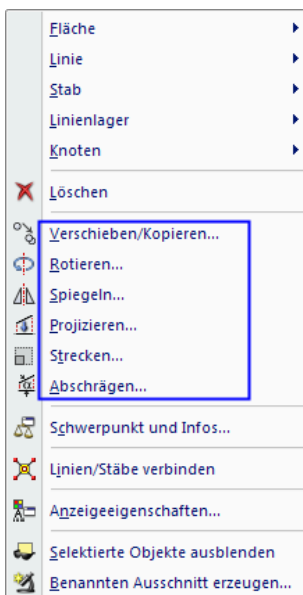 Fläche
Linie
Stab
Linienlager
Knoten
Löschen
Verschieben/Kopieren...
Rotieren...
Spiegeln...
Projizieren...
Strecken...
Abschrägen...
Schwerpunkt und Infos...
Linien/Stäbe verbinden
Anzeigeeigenschaften...
Selektierte Objekte ausblenden
Benannten Ausschnitt erzeugen...